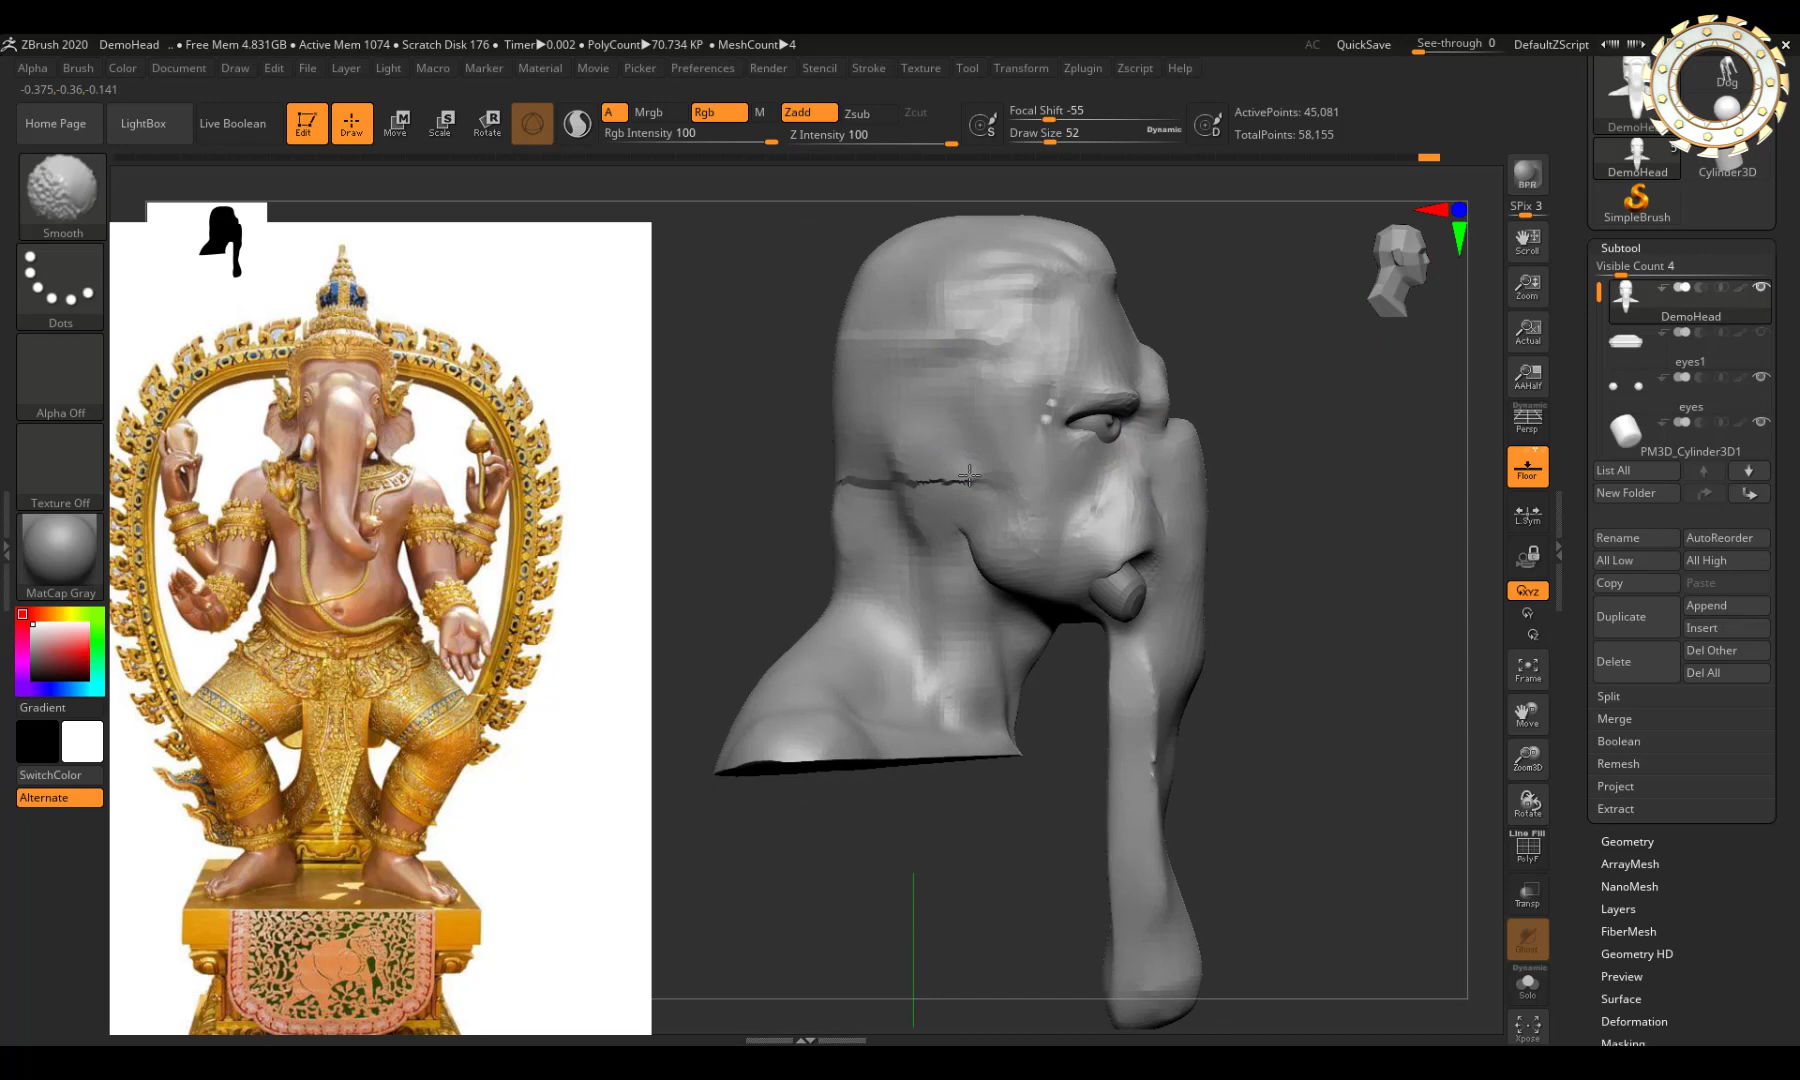 ZBrush 2020 DemoHead .. • Free Mem 4.831GB • Active Mem 1074 • Scratch Disk 176 • Timer▶0.002 • PolyCount▶70.734 KP • MeshCount▶4
AC QuickSave See-through 0 DefaultZScript
Alpha Brush Color Document Draw Edit File Layer Light Macro Marker Material Movie Picker Preferences Render Stencil Stroke Texture Tool Transform Zplugin Zscript Help
-0.375,-0.36,-0.141
Home Page LightBox Live Boolean Edit Draw Move Scale Rotate
A Mrgb Rgb M Zadd Zsub Zcut
Rgb Intensity 100 Z Intensity 100
S Focal Shift -55
Draw Size 52 Dynamic D
ActivePoints: 45,081
TotalPoints: 58,155
Smooth
Dots
Alpha Off
Texture Off
MatCap Gray
Gradient
SwitchColor
Alternate
BPR
SPix 3
Scroll
Zoom
Actual
AAHalf
Dynamic
Persp
Floor
L.Sym
XYZ
Y
Z
Frame
Move
Zoom3D
Rotate
Line Fill
PolyF
Transp
Ghost
Dynamic
Solo
Xpose
Dog
5
DemoHead Cylinder3D
SimpleBrush
Subtool
Visible Count 4
DemoHead
eyes1
eyes
PM3D_Cylinder3D1
List All
New Folder
Rename AutoReorder
All Low All High
Copy Paste
Duplicate Append
Insert
Delete Del Other
Del All
Split
Merge
Boolean
Remesh
Project
Extract
Geometry
ArrayMesh
NanoMesh
Layers
FiberMesh
Geometry HD
Preview
Surface
Deformation
Masking